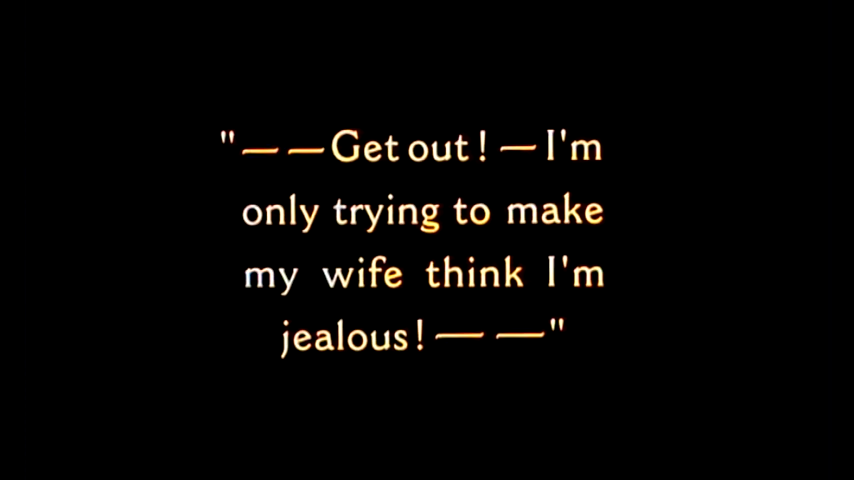 "— —Get out! —I'm
only trying to make
my wife think I'm
jealous! — —"